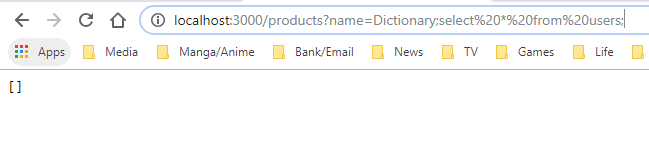 localhost:3000/products?name=Dictionary;select%20*%20from%20users;
Apps Media Manga/Anime Bank/Email News TV Games Life
[]